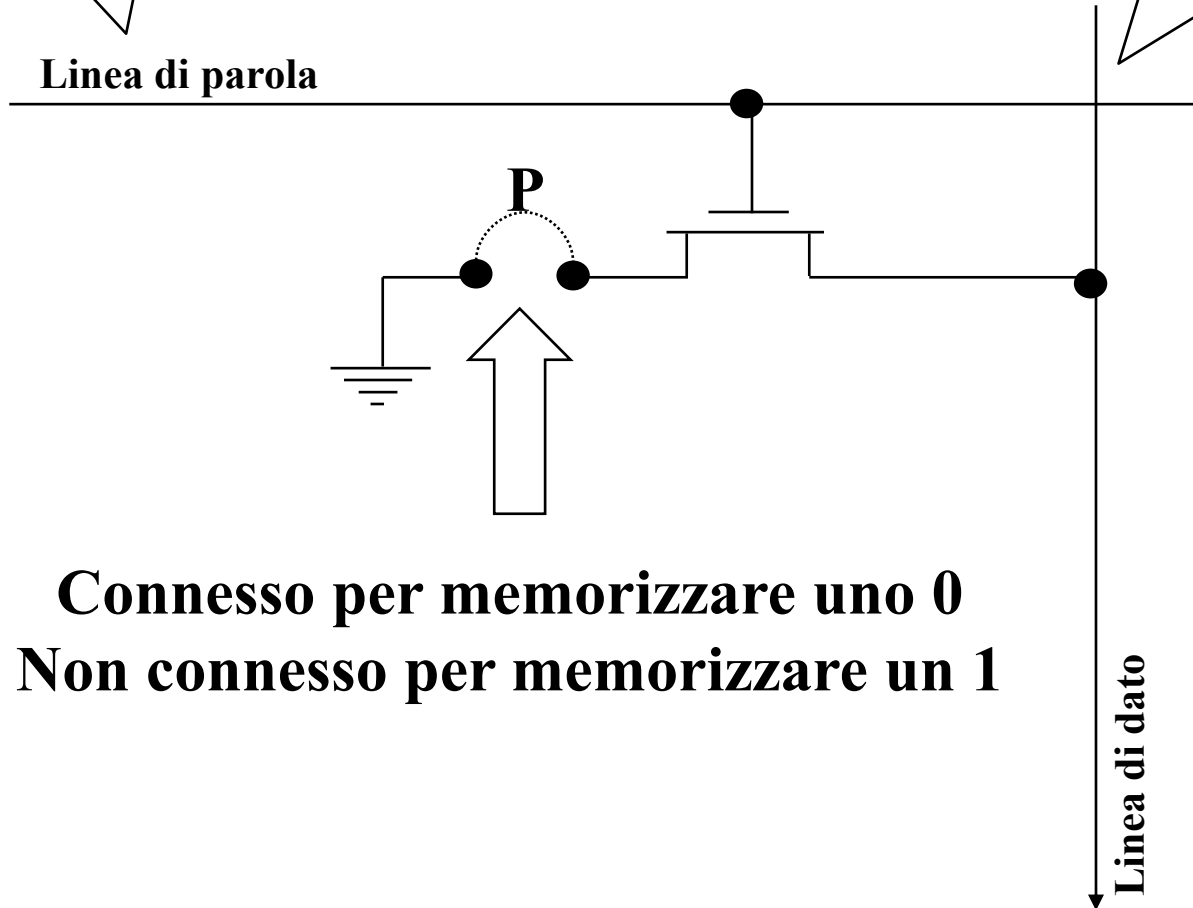 Linea di parola
P
Connesso per memorizzare uno 0
Non connesso per memorizzare un 1
Linea di dato